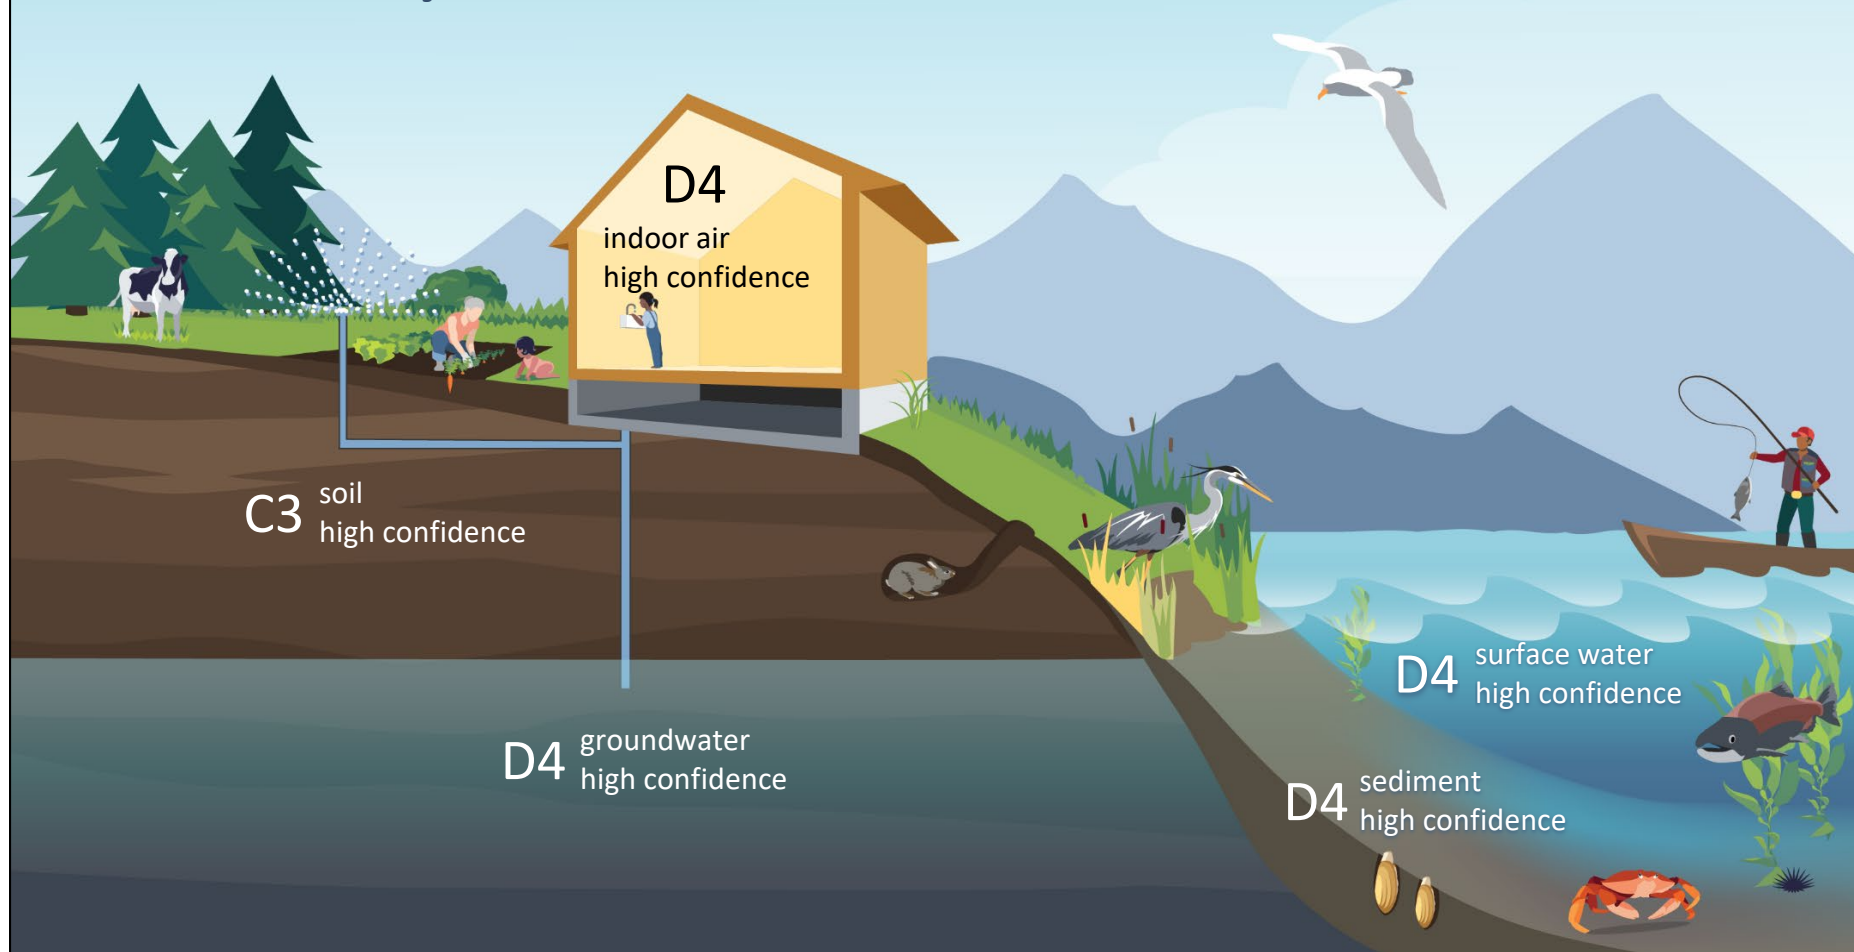 D4
indoor air
high confidence
C3
soil
high confidence
D4
groundwater
high confidence
D4
surface water
high confidence
D4
sediment
high confidence